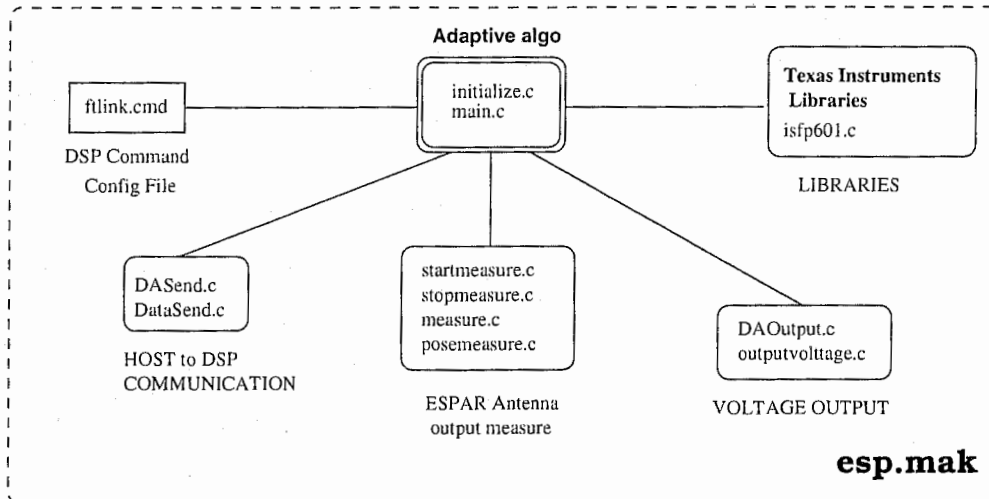 Adaptive algo
initialize.c
main.c
ftlink.cmd
DSP Command
Config File
Texas Instruments
Libraries
isfp601.c
LIBRARIES
DASend.c
DataSend.c
HOST to DSP
COMMUNICATION
startmeasure.c
stopmeasure.c
measure.c
posemeasure.c
ESPAR Antenna
output measure
DAOutput.c
outputvolttage.c
VOLTAGE OUTPUT
esp.mak